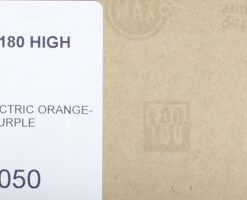 180 HIGH
CTRIC ORANGE-
URPLE
050